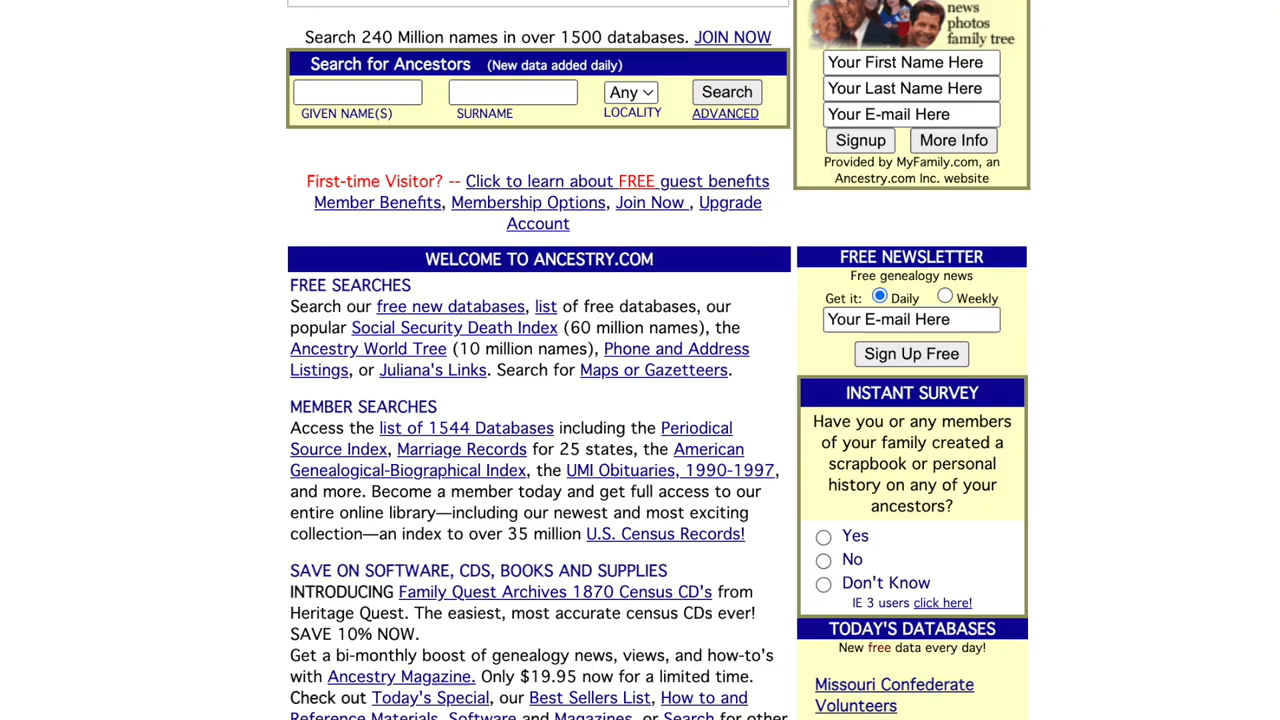 Search 240 Million names in over 1500 databases. JOIN NOW
Search for Ancestors (New data added daily)
Any Search
GIVEN NAME(S) SURNAME LOCALITY ADVANCED
First-time Visitor? -- Click to learn about FREE guest benefits
Member Benefits, Membership Options, Join Now , Upgrade
Account
WELCOME TO ANCESTRY.COM
FREE SEARCHES
Search our free new databases, list of free databases, our
popular Social Security Death Index (60 million names), the
Ancestry World Tree (10 million names), Phone and Address
Listings, or Juliana's Links. Search for Maps or Gazetteers.
MEMBER SEARCHES
Access the list of 1544 Databases including the Periodical
Source Index, Marriage Records for 25 states, the American
Genealogical-Biographical Index, the UMI Obituaries, 1990-1997,
and more. Become a member today and get full access to our
entire online library—including our newest and most exciting
collection—an index to over 35 million U.S. Census Records!
SAVE ON SOFTWARE, CDS, BOOKS AND SUPPLIES
INTRODUCING Family Quest Archives 1870 Census CD's from
Heritage Quest. The easiest, most accurate census CDs ever!
SAVE 10% NOW.
Get a bi-monthly boost of genealogy news, views, and how-to's
with Ancestry Magazine. Only $19.95 now for a limited time.
Check out Today's Special, our Best Sellers List, How to and
Reference Materials, Software and Magazines, or Search for other
news
photos
family tree
Your First Name Here
Your Last Name Here
Your E-mail Here
Signup More Info
Provided by MyFamily.com, an
Ancestry.com Inc. website
FREE NEWSLETTER
Free genealogy news
Get it: Daily Weekly
Your E-mail Here
Sign Up Free
INSTANT SURVEY
Have you or any members
of your family created a
scrapbook or personal
history on any of your
ancestors?
Yes
No
Don't Know
IE 3 users click here!
TODAY'S DATABASES
New free data every day!
Missouri Confederate
Volunteers